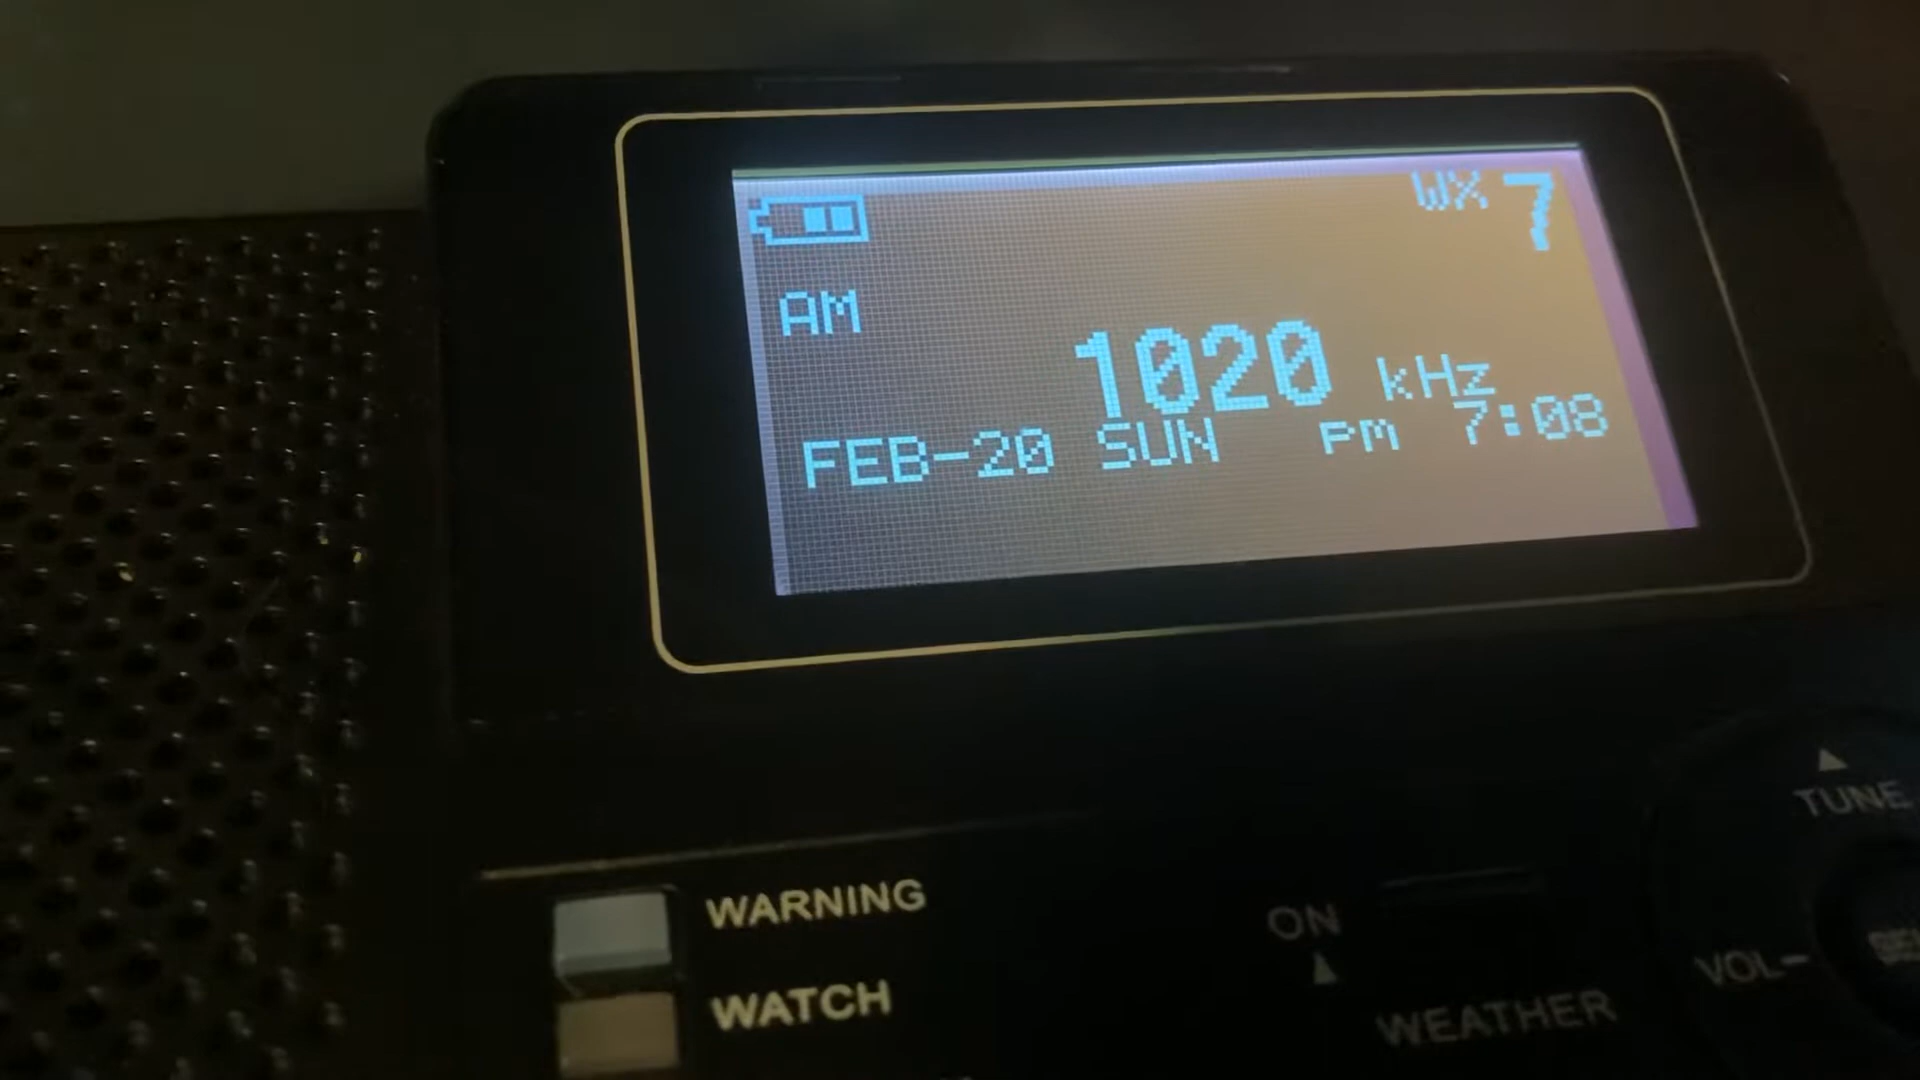 WX 7
AM
1020 kHz
FEB-20 SUN PM 7:08
TUNE
WARNING
ON
VOL-
WATCH
WEATHER